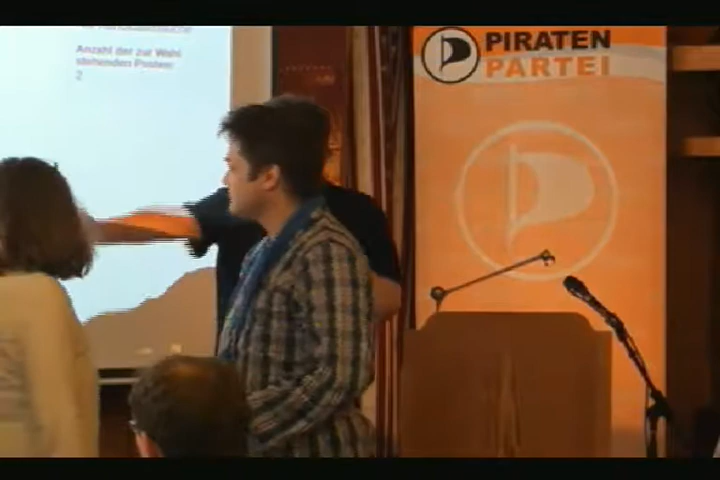 Anzahl der zur Wahl
stehenden Posten:
2
PIRATEN
PARTEI